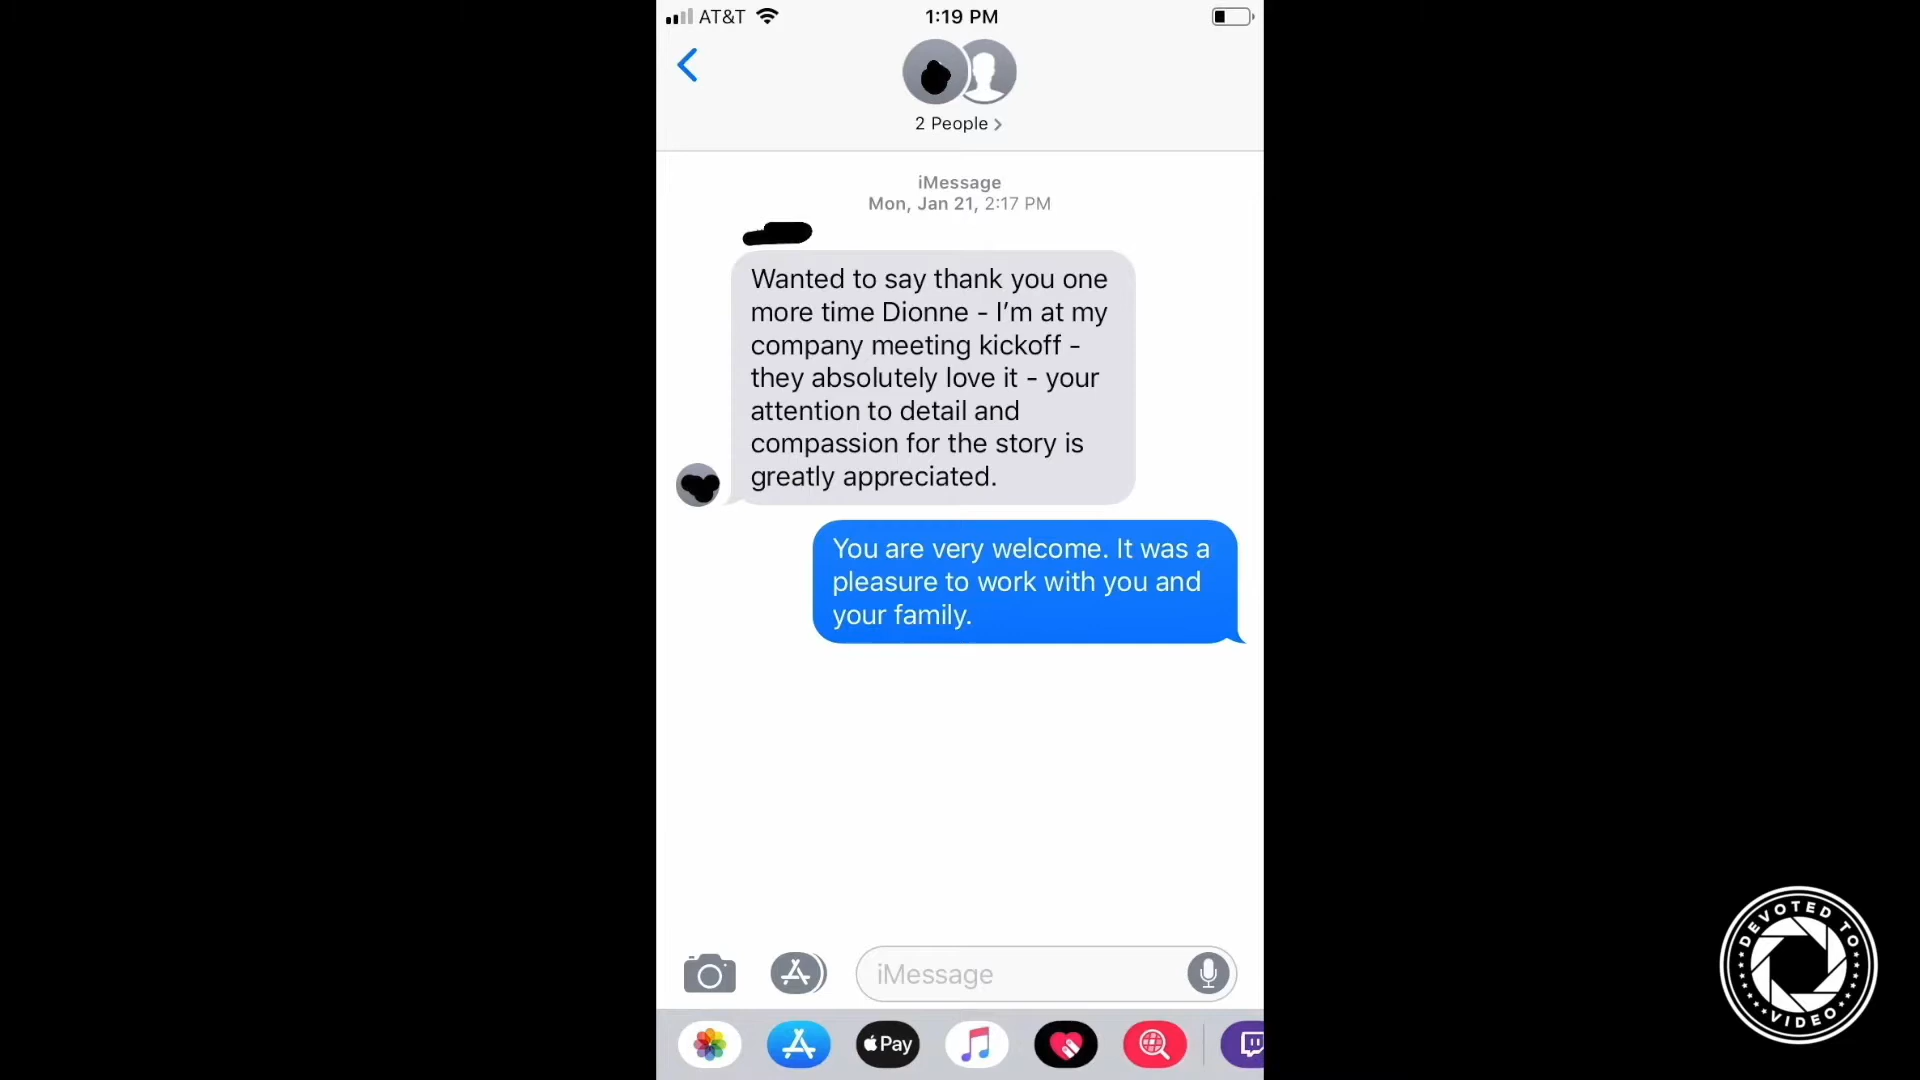 AT&T
1:19 PM
2 People
iMessage
Mon, Jan 21, 2:17 PM
Wanted to say thank you one
more time Dionne - I’m at my
company meeting kickoff -
they absolutely love it - your
attention to detail and
compassion for the story is
greatly appreciated.
You are very welcome. It was a
pleasure to work with you and
your family.
iMessage
Pay
DEVOTED TO
VIDEO